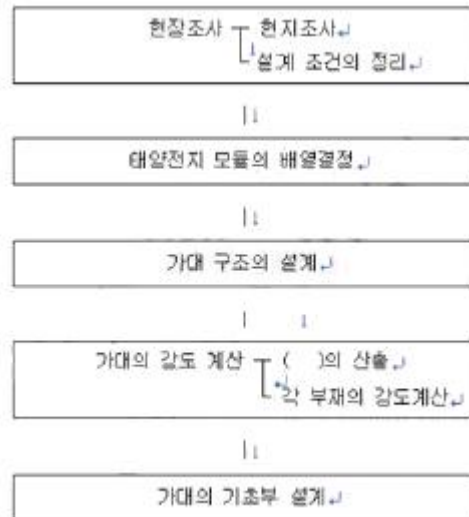 현장조사 현지조사
설계 조건의 정리
태양전지 모듈의 배열결정
가대 구조의 설계
가대의 강도 계산 ( )의 산출
각 부재의 강도계산
가대의 기초부 설계